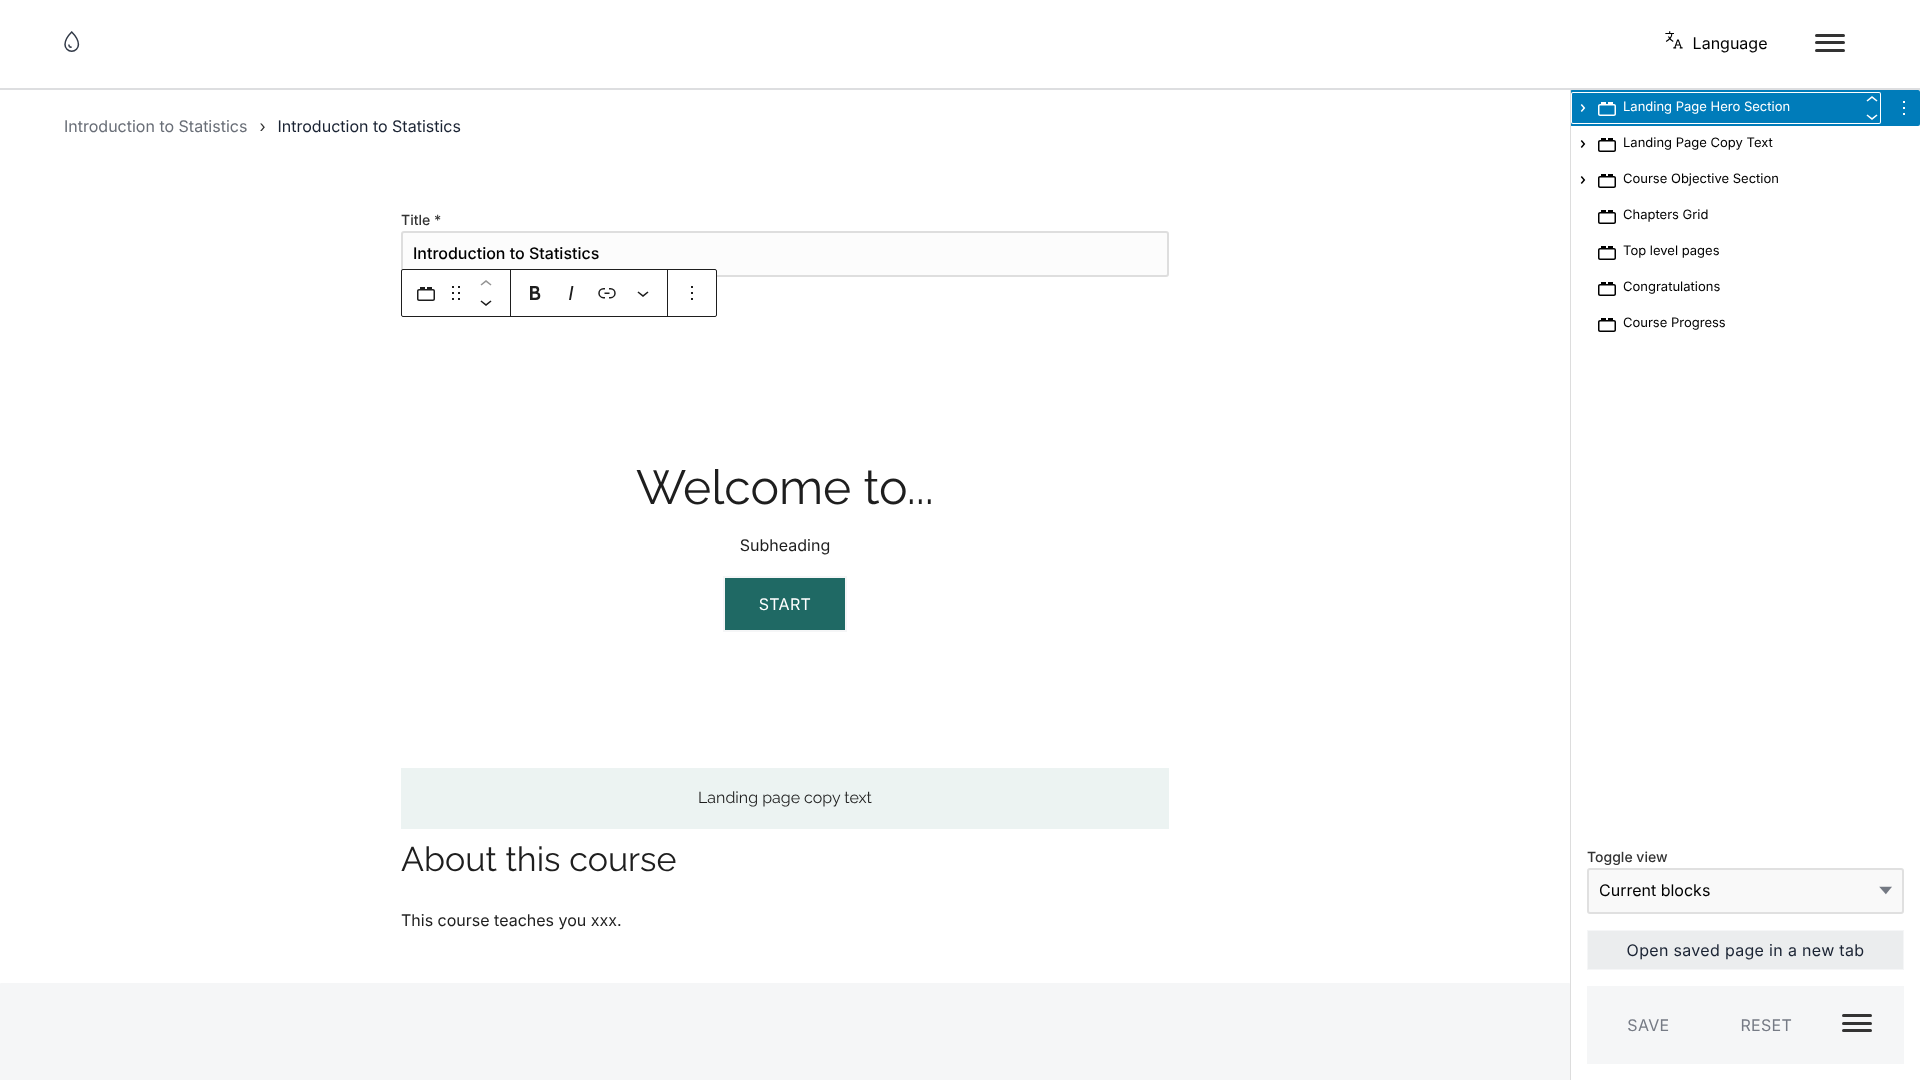 Language
Introduction to Statistics › Introduction to Statistics
Title *
Introduction to Statistics
B I
Welcome to...
Subheading
START
Landing page copy text
About this course
This course teaches you xxx.
Landing Page Hero Section
Landing Page Copy Text
Course Objective Section
Chapters Grid
Top level pages
Congratulations
Course Progress
Toggle view
Current blocks
Open saved page in a new tab
SAVE RESET